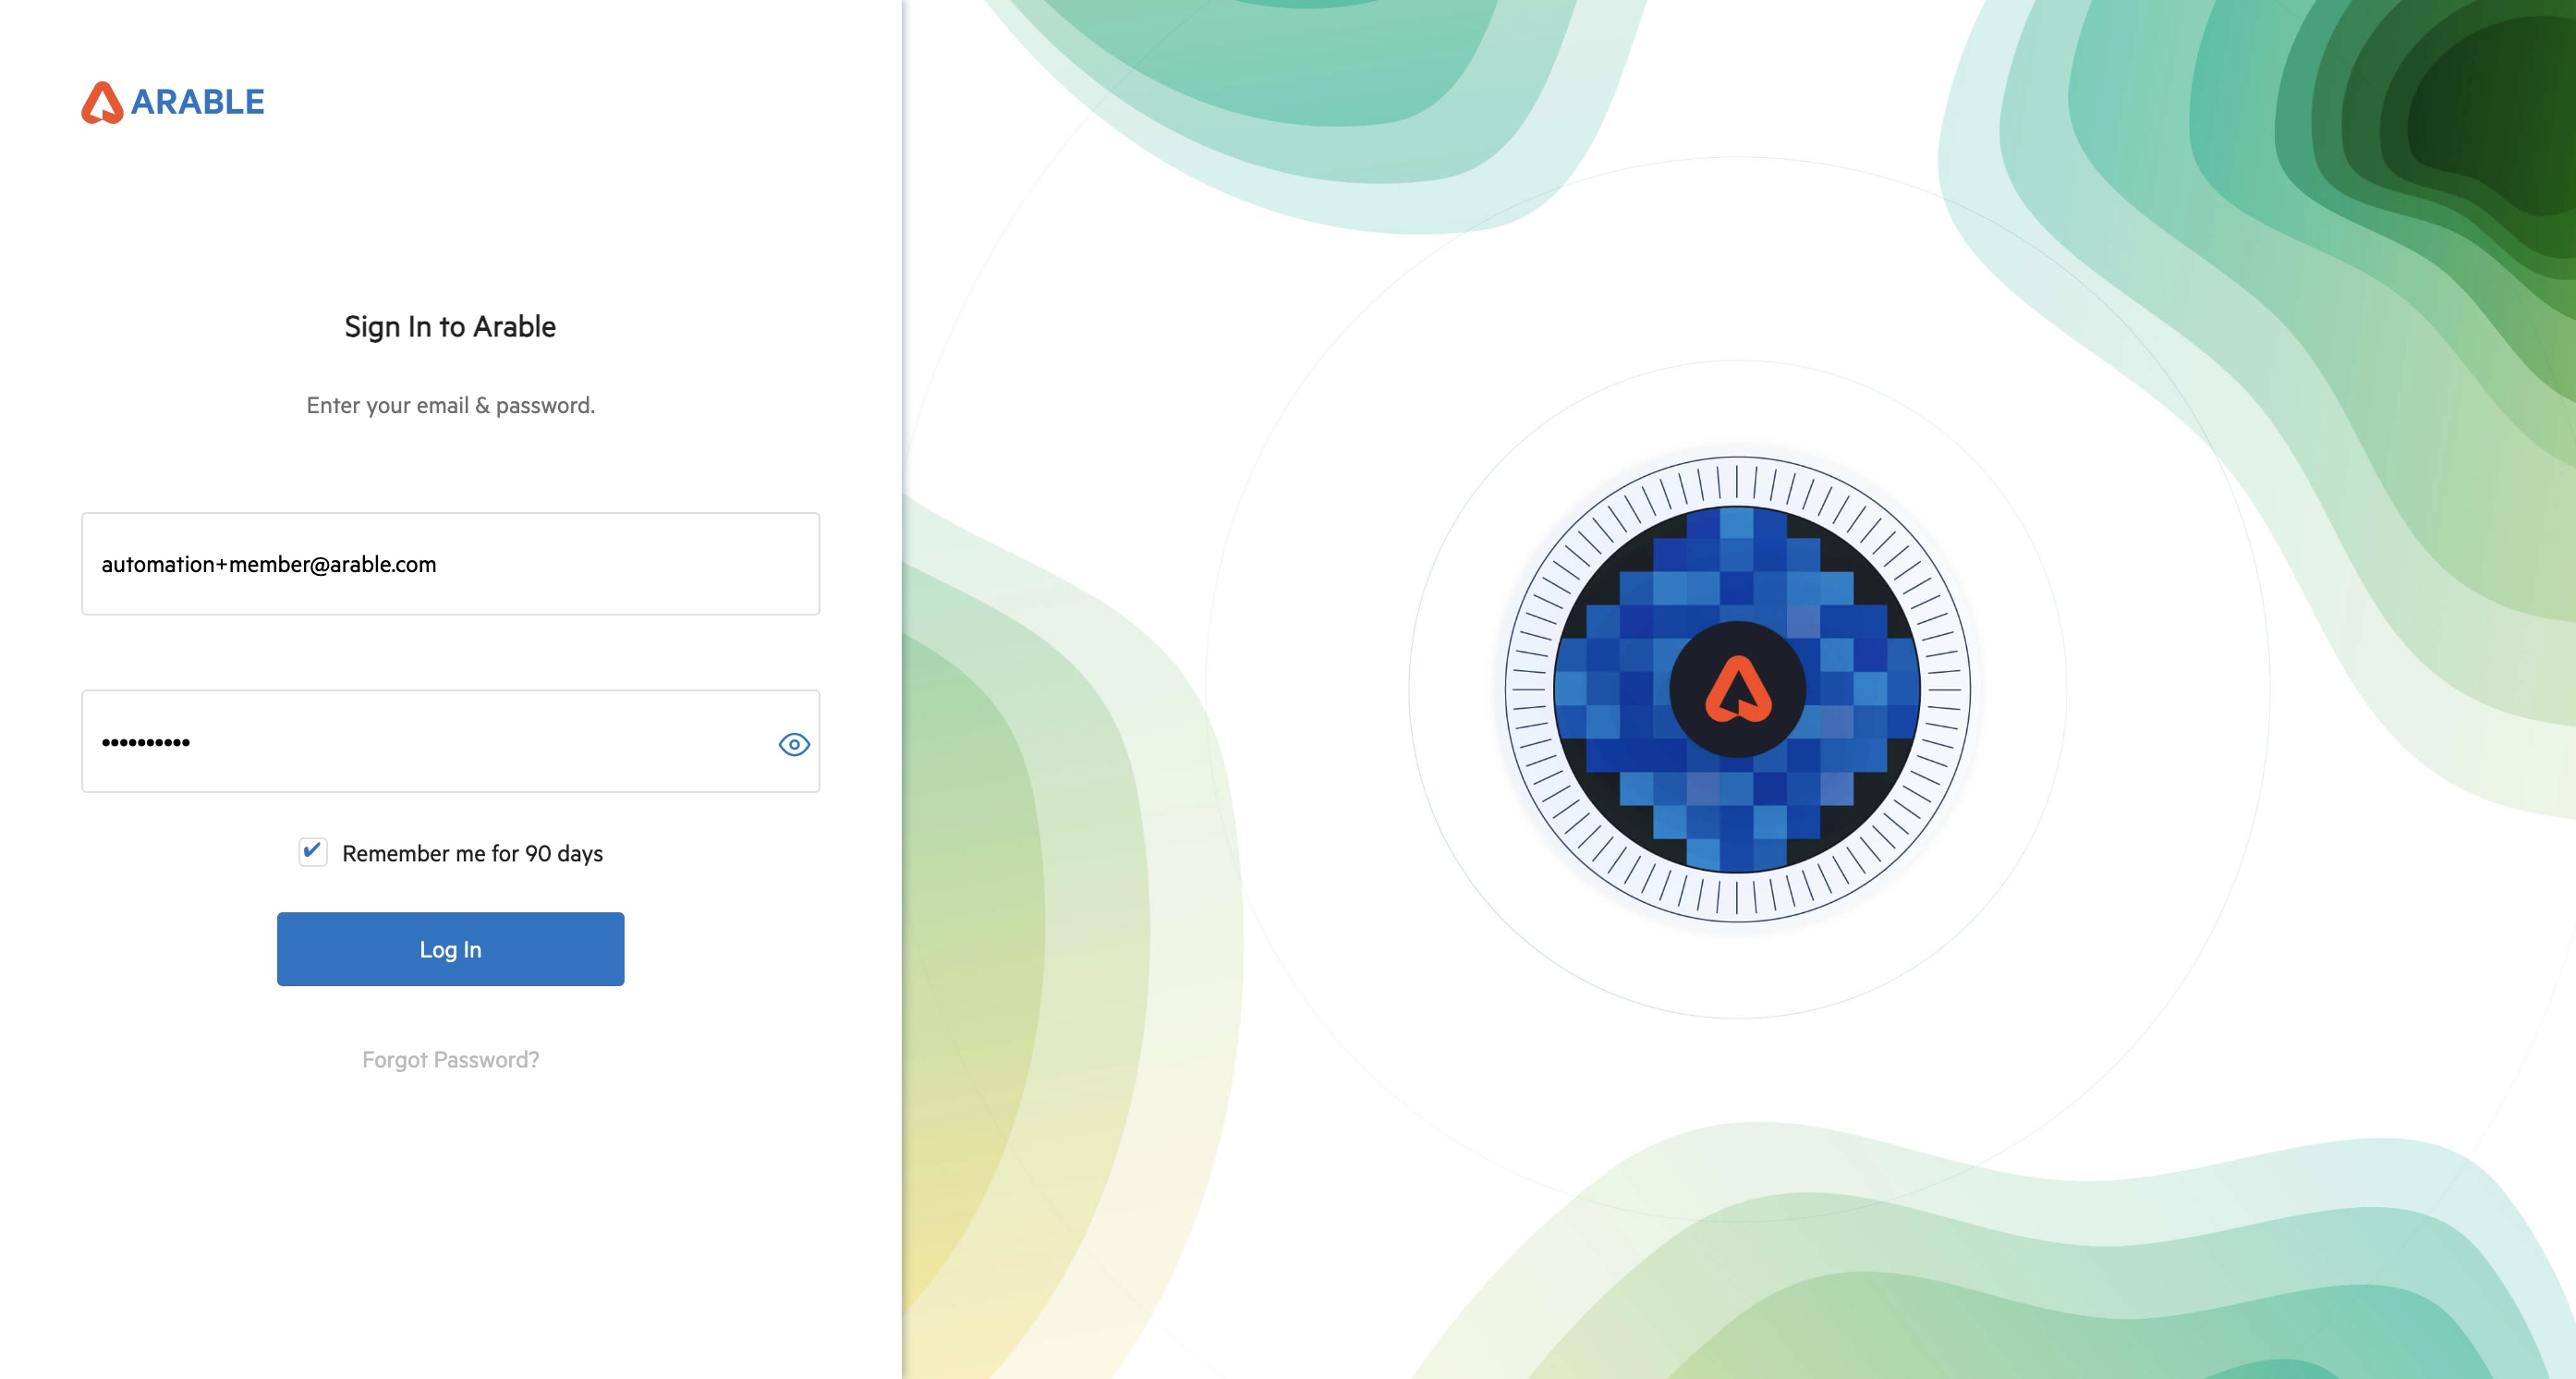 ARABLE
Sign In to Arable
Enter your email & password.
automation+member@arable.com
••••••••••
Remember me for 90 days
Log In
Forgot Password?